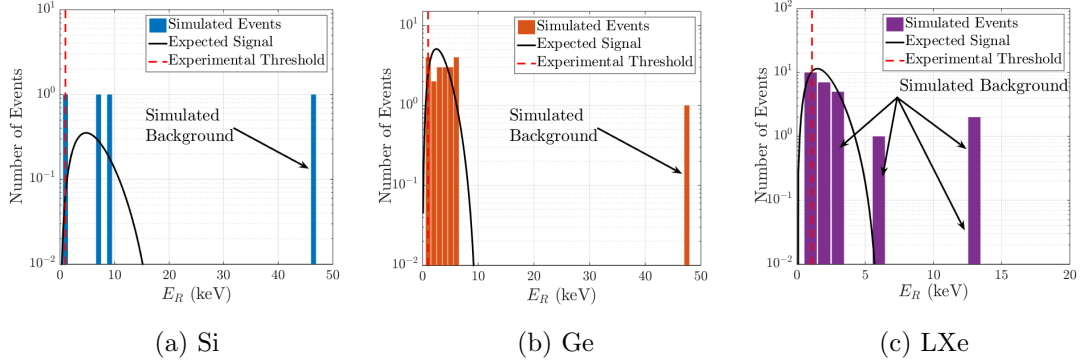 Number of Events
10^1
10^0
10^{-1}
10^{-2}
Simulated Events
Expected Signal
Experimental Threshold
Simulated
Background
0 10 20 30 40 50
E_R (keV)
(a) Si
Number of Events
10^1
10^0
10^{-1}
10^{-2}
Simulated Events
Expected Signal
Experimental Threshold
Simulated
Background
0 10 20 30 40 50
E_R (keV)
(b) Ge
Number of Events
10^2
10^1
10^0
10^{-1}
10^{-2}
Simulated Events
Expected Signal
Experimental Threshold
Simulated Background
0 5 10 15 20
E_R (keV)
(c) LXe